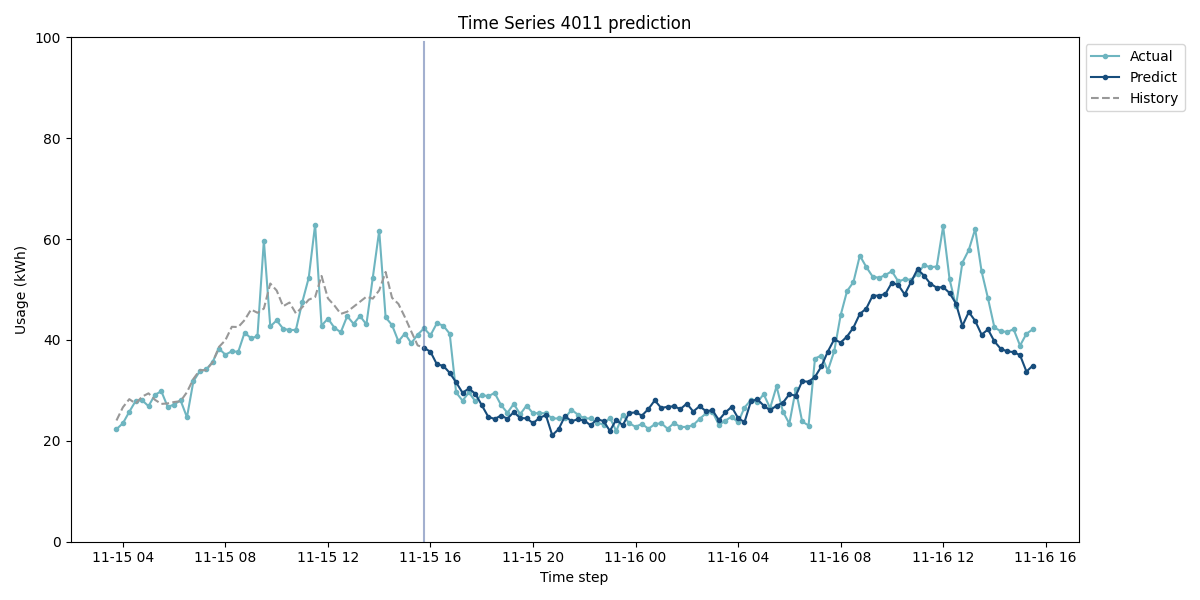 Time Series 4011 prediction
100
80
60
40
20
0
Usage (kWh)
11-15 04
11-15 08
11-15 12
11-15 16
11-15 20
11-16 00
11-16 04
11-16 08
11-16 12
11-16 16
Time step
Actual
Predict
History